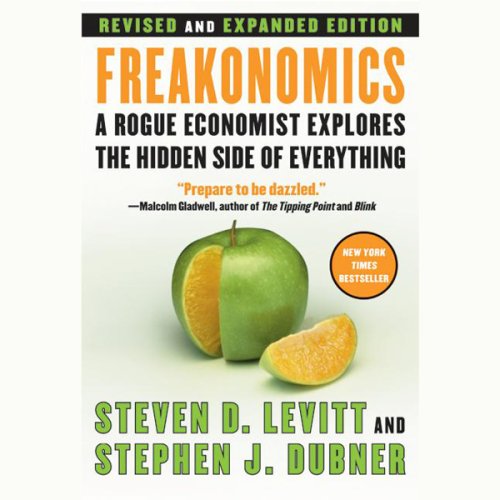 REVISED AND EXPANDED EDITION
FREAKONOMICS
A ROGUE ECONOMIST EXPLORES
THE HIDDEN SIDE OF EVERYTHING
“Prepare to be dazzled.”
—Malcolm Gladwell, author of The Tipping Point and Blink
NEW YORK
TIMES
BESTSELLER
STEVEN D. LEVITT AND
STEPHEN J. DUBNER